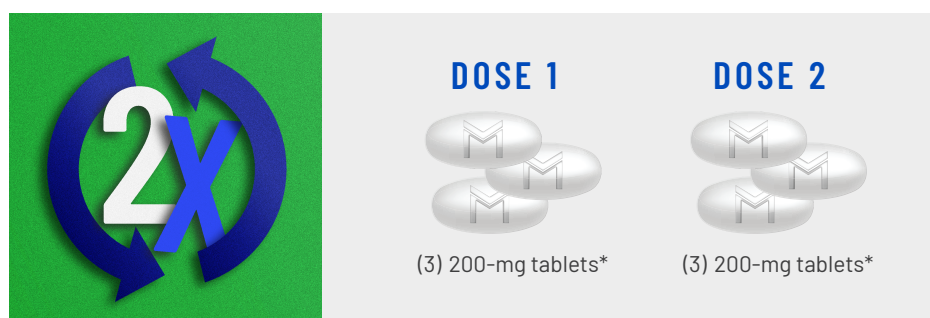 2X
DOSE 1
DOSE 2
M
M
M
M
M
M
(3) 200-mg tablets*
(3) 200-mg tablets*